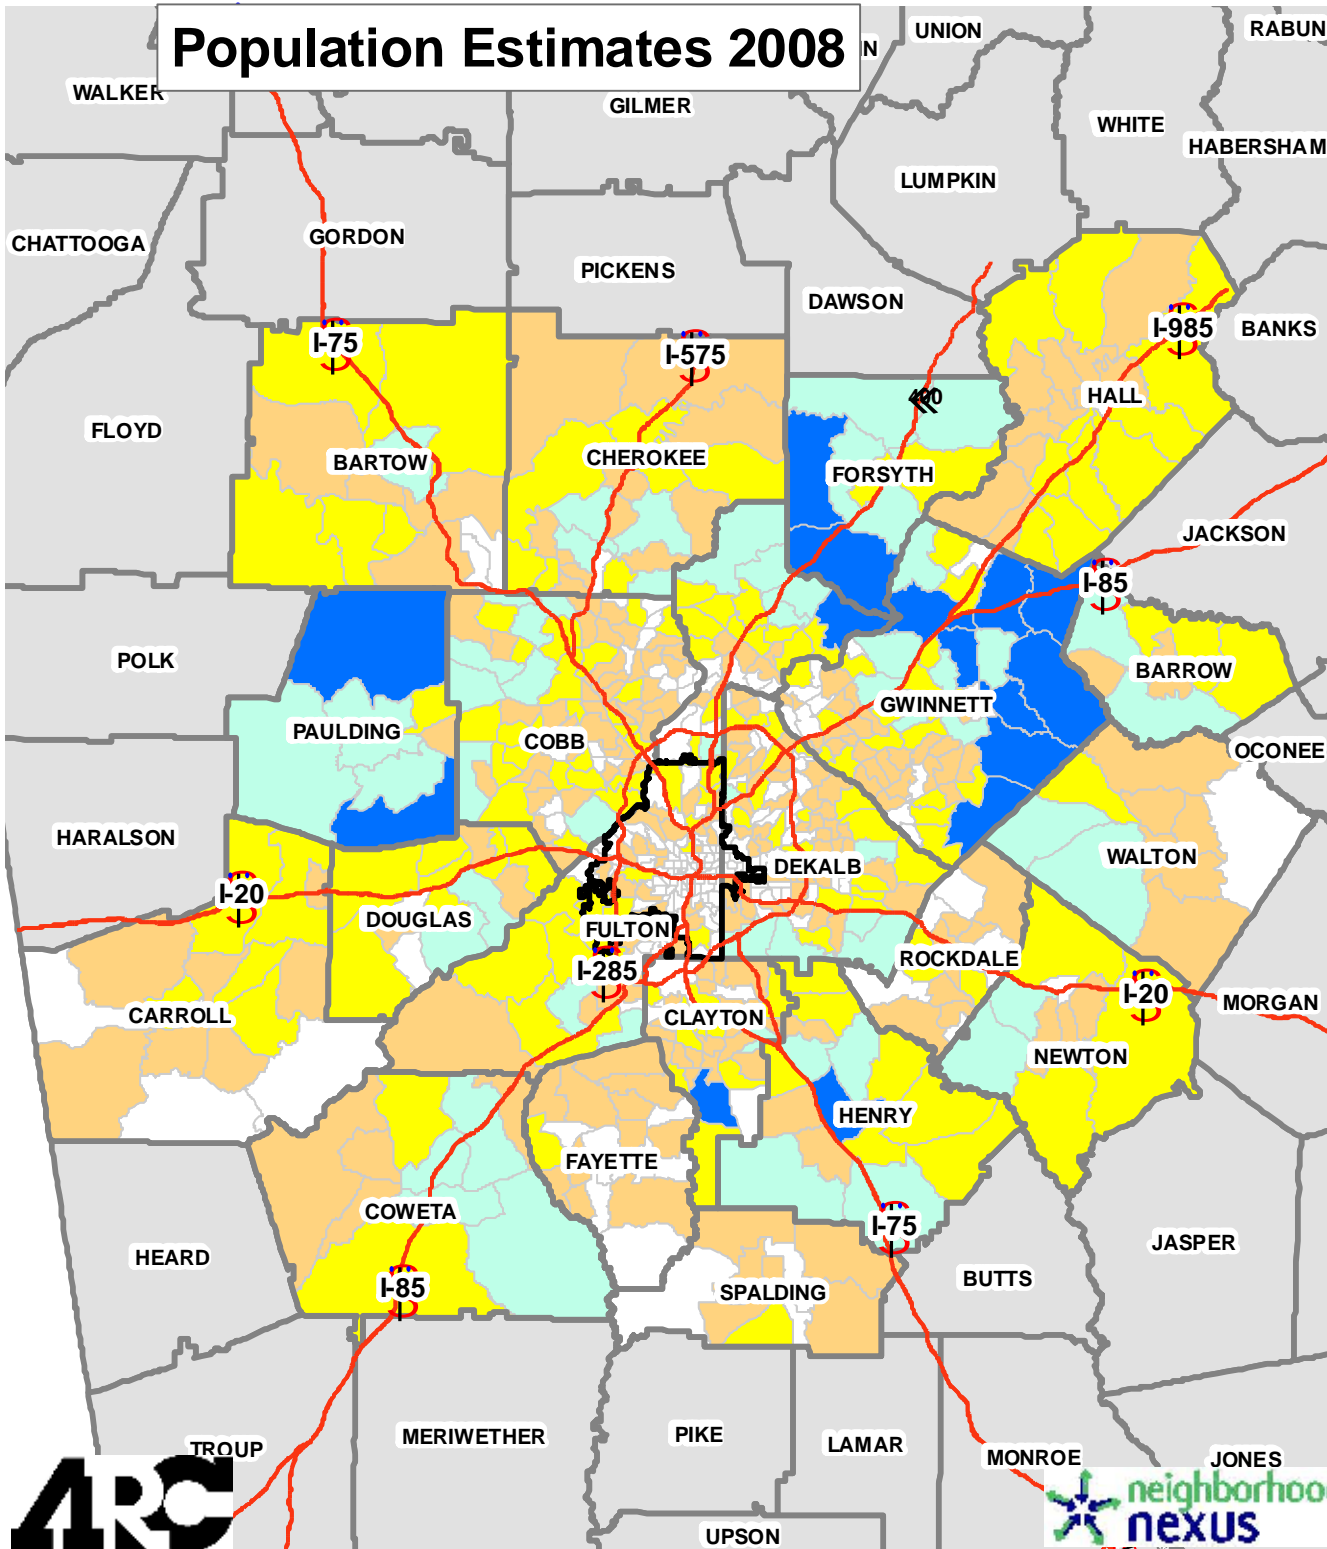 Population Estimates 2008
UNION
RABUN
N
WALKER
GILMER
WHITE
HABERSHAM
LUMPKIN
CHATTOOGA
GORDON
PICKENS
DAWSON
I-75
I-575
I-985
BANKS
400
HALL
FLOYD
BARTOW
CHEROKEE
FORSYTH
JACKSON
I-85
POLK
BARROW
PAULDING
COBB
GWINNETT
OCONEE
HARALSON
DEKALB
WALTON
I-20
DOUGLAS
FULTON
ROCKDALE
I-285
I-20
CARROLL
CLAYTON
MORGAN
NEWTON
HENRY
FAYETTE
COWETA
I-75
HEARD
JASPER
I-85
SPALDING
BUTTS
MERIWETHER
PIKE
LAMAR
TROUP
MONROE
JONES
ARC
neighborhoo
nexus
UPSON